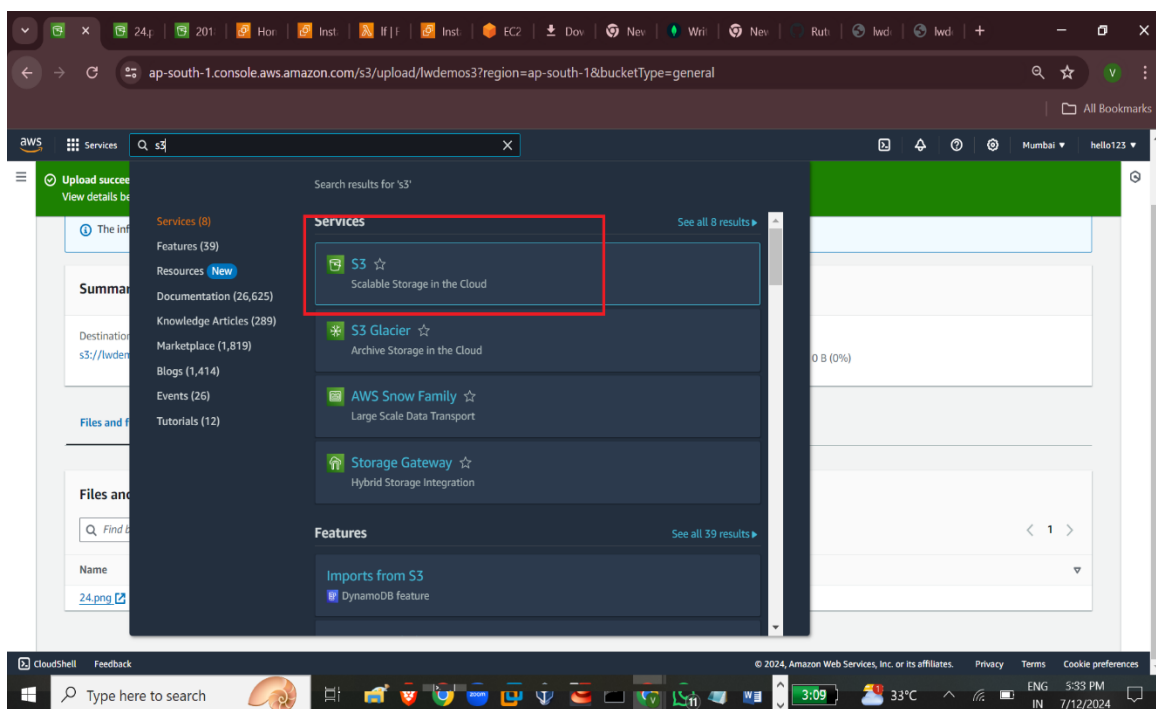 24.p
201
Hor
Inst
If | F
Inst
EC2
Dov
Nev
Wri
Nev
Rut
lwd
lwd
ap-south-1.console.aws.amazon.com/s3/upload/lwdemos3?region=ap-south-1&bucketType=general
V
All Bookmarks
aws
Services
s3
Mumbai
hello123
Upload succee
View details be
Search results for 's3'
Services (8)
Features (39)
Resources New
Documentation (26,625)
Knowledge Articles (289)
Marketplace (1,819)
Blogs (1,414)
Events (26)
Tutorials (12)
Services
See all 8 results
S3
Scalable Storage in the Cloud
S3 Glacier
Archive Storage in the Cloud
AWS Snow Family
Large Scale Data Transport
Storage Gateway
Hybrid Storage Integration
Features
See all 39 results
Imports from S3
DynamoDB feature
The inf
Summar
Destination
s3://lwden
0 B (0%)
Files and f
Files and
Find b
1
Name
24.png
CloudShell
Feedback
© 2024, Amazon Web Services, Inc. or its affiliates.
Privacy
Terms
Cookie preferences
Type here to search
zoom
11
3:09
33°C
ENG
IN
5:33 PM
7/12/2024